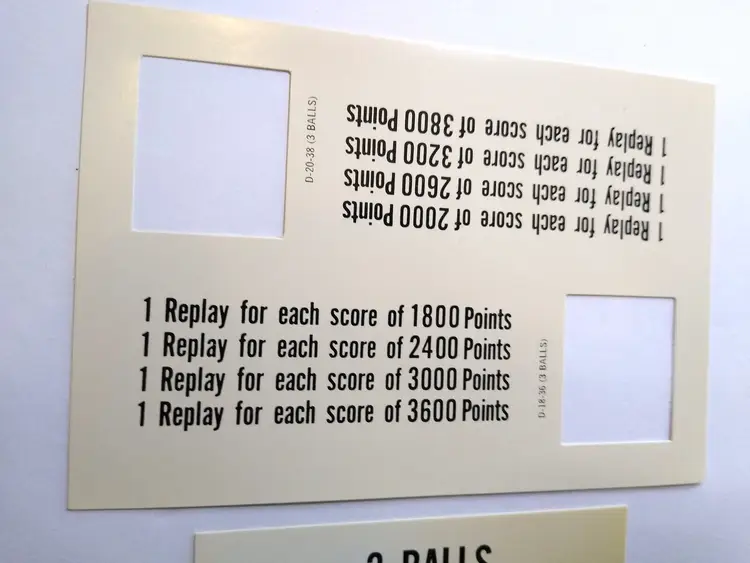 1 Replay for each score of 1800 Points
1 Replay for each score of 2400 Points
1 Replay for each score of 3000 Points
1 Replay for each score of 3600 Points
D-18-36 (3 BALLS)
1 Replay for each score of 2000 Points
1 Replay for each score of 2600 Points
1 Replay for each score of 3200 Points
1 Replay for each score of 3800 Points
D-20-38 (3 BALLS)
BALLS